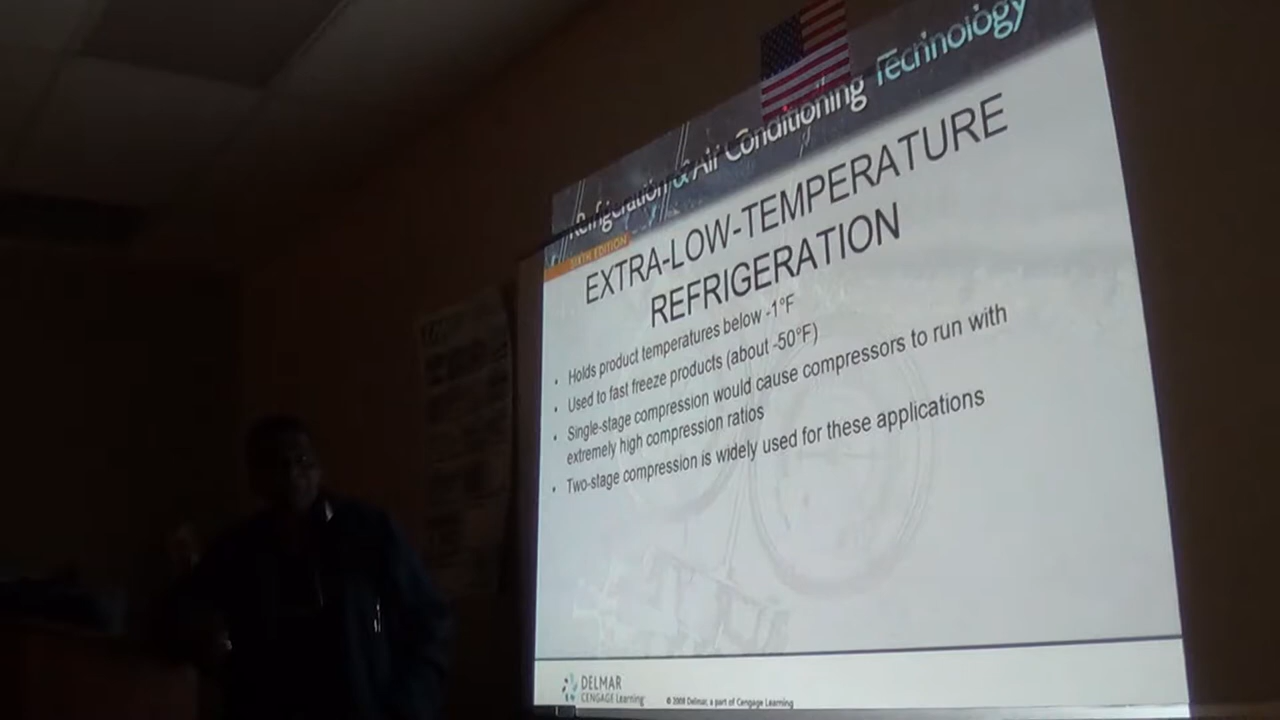 Refrigeration & Air Conditioning Technology
SIXTH EDITION
EXTRA-LOW-TEMPERATURE
REFRIGERATION
• Holds product temperatures below -1°F
• Used to fast freeze products (about -50°F)
• Single-stage compression would cause compressors to run with
extremely high compression ratios
• Two-stage compression is widely used for these applications
DELMAR
CENGAGE Learning
© 2009 Delmar, a part of Cengage Learning